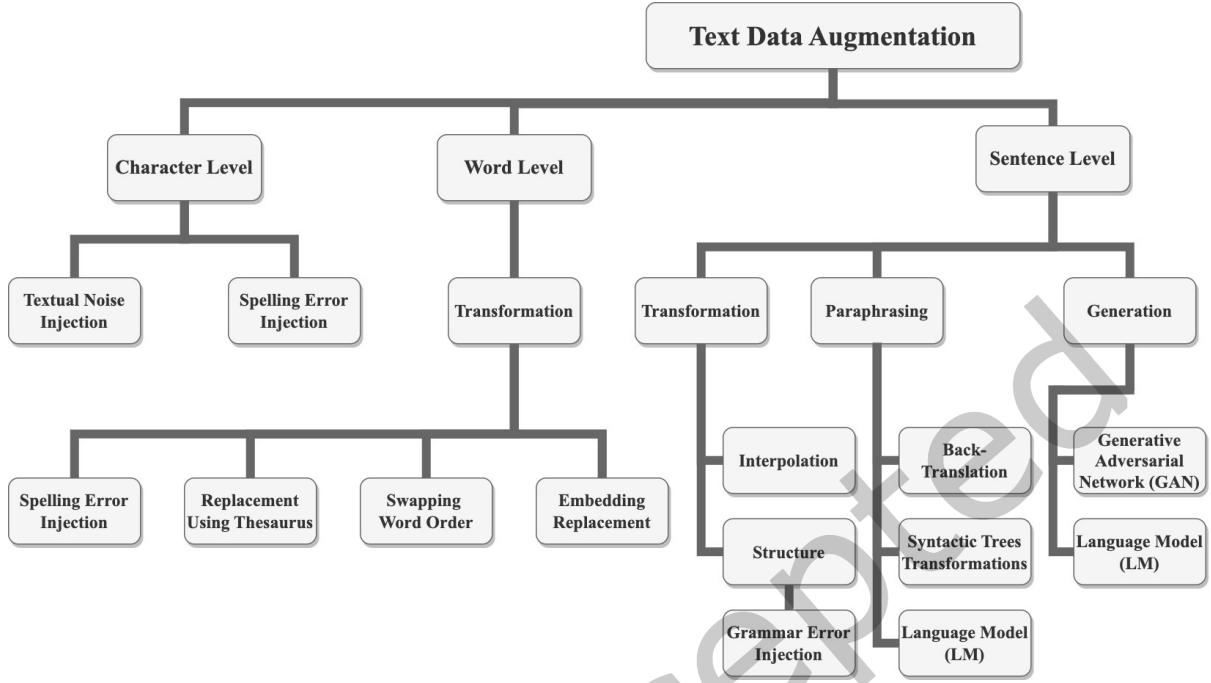 Text Data Augmentation
Character Level
Word Level
Sentence Level
Textual Noise
Injection
Spelling Error
Injection
Transformation
Transformation
Paraphrasing
Generation
Spelling Error
Injection
Replacement
Using Thesaurus
Swapping
Word Order
Embedding
Replacement
Interpolation
Structure
Grammar Error
Injection
Back-
Translation
Syntactic Trees
Transformations
Language Model
(LM)
Generative
Adversarial
Network (GAN)
Language Model
(LM)
epted